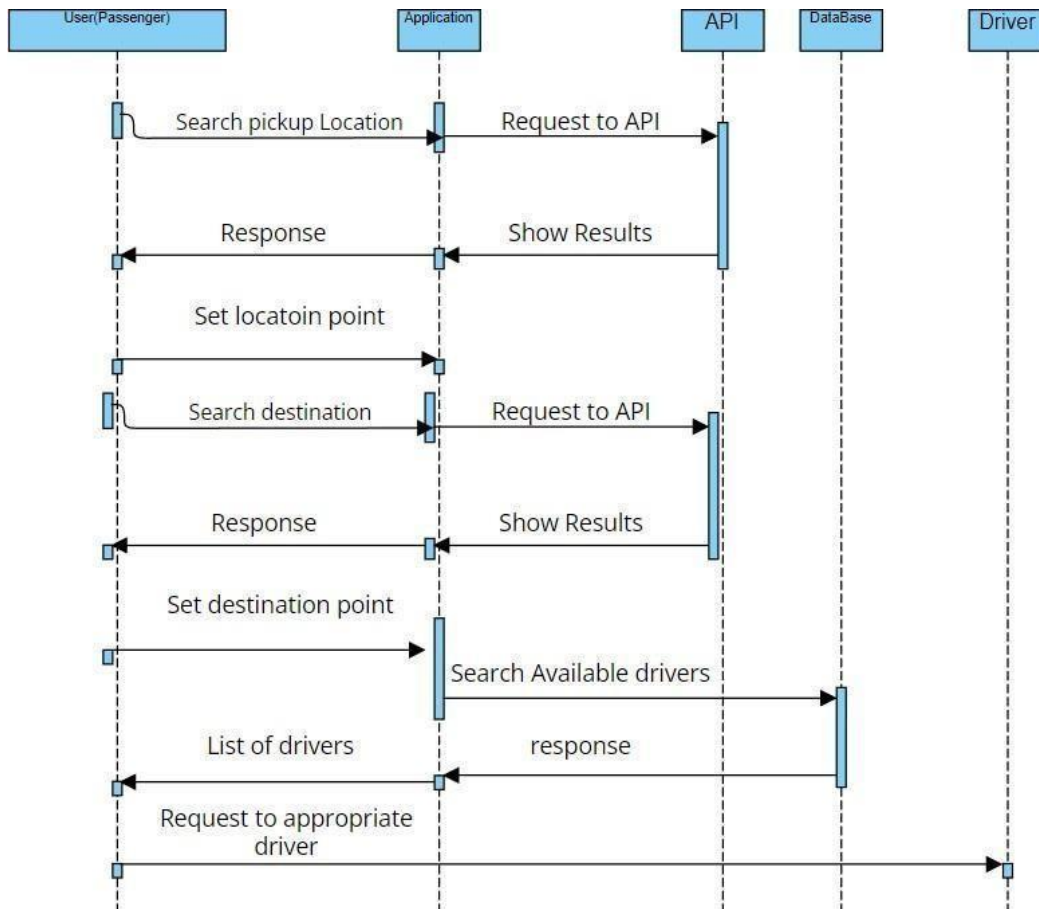 User(Passenger)
Application
API
DataBase
Driver
Search pickup Location
Request to API
Response
Show Results
Set locatoin point
Search destination
Request to API
Response
Show Results
Set destination point
Search Available drivers
List of drivers
response
Request to appropriate
driver